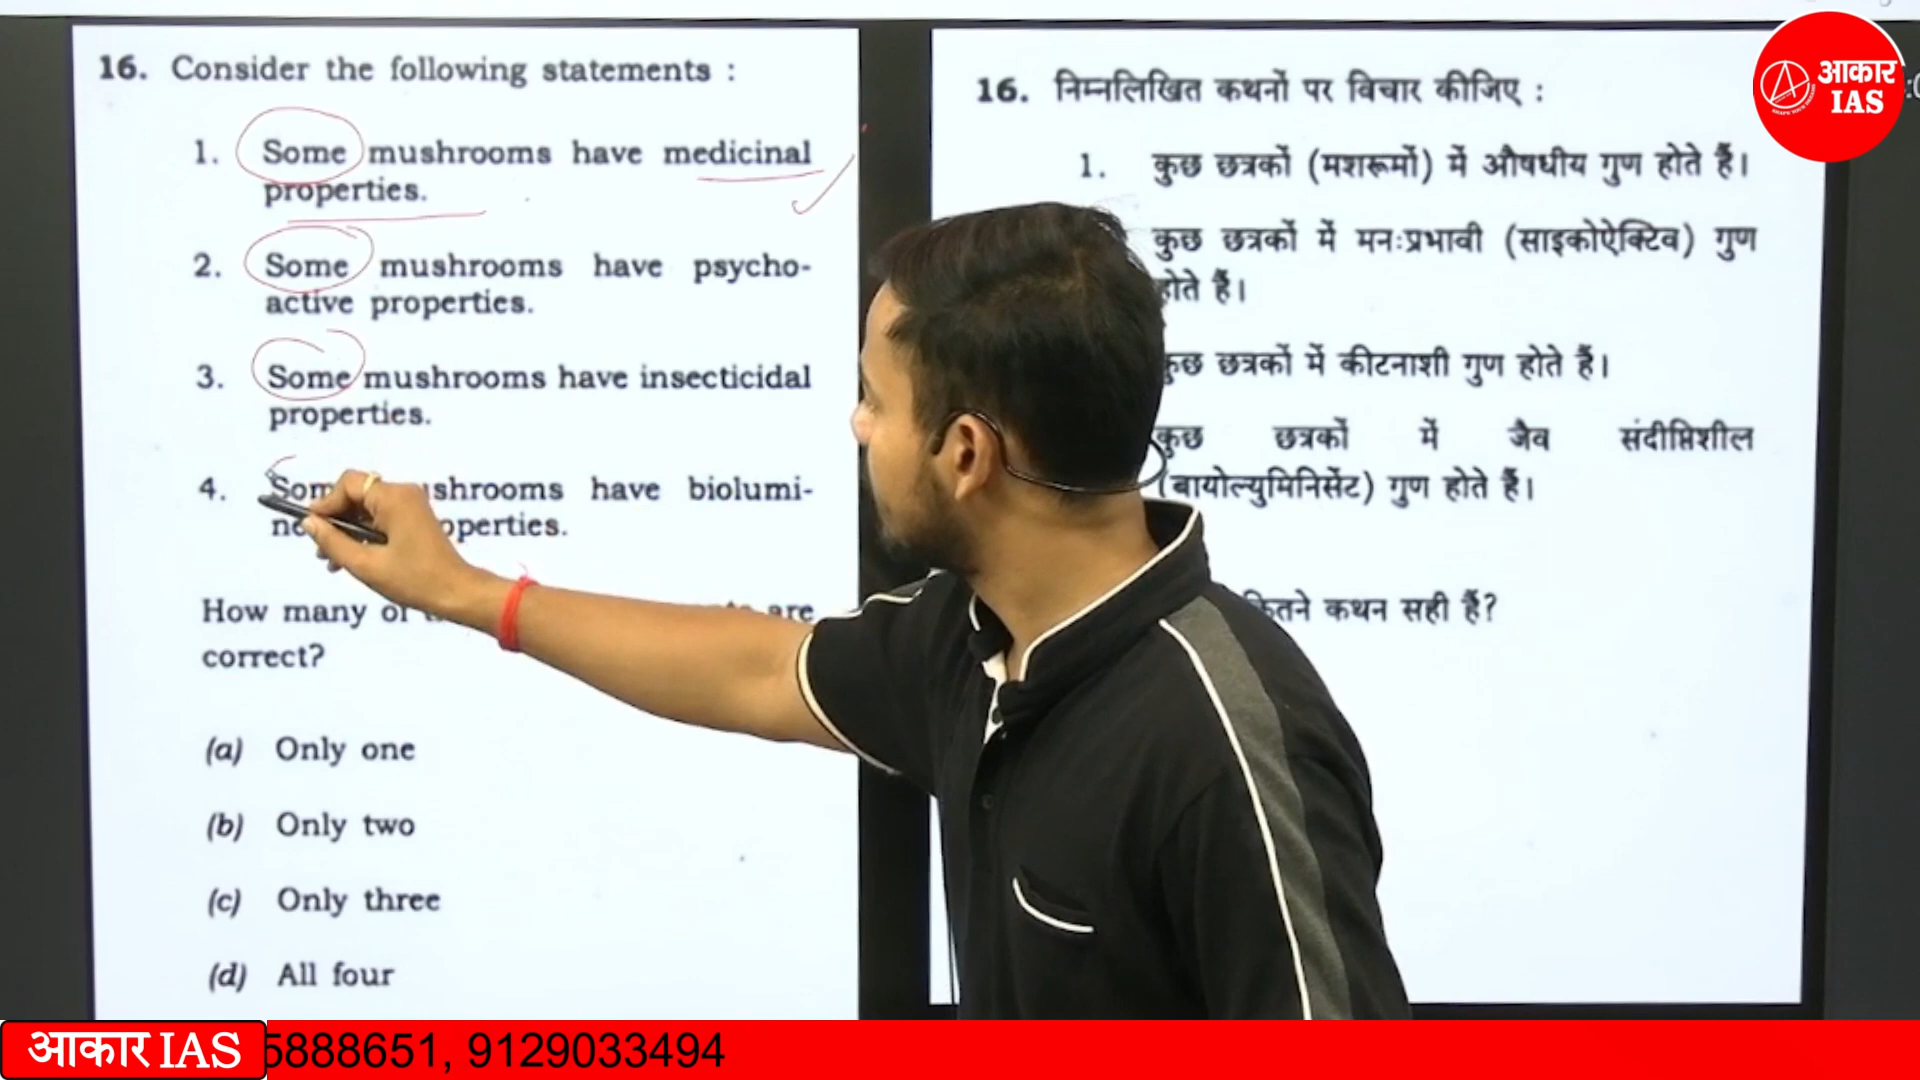 16. Consider the following statements :
1. Some mushrooms have medicinal
properties.
2. Some mushrooms have psycho-
active properties.
3. Some mushrooms have insecticidal
properties.
4. shrooms have biolumi-
operties.
How many of are
correct?
(a) Only one
(b) Only two
(c) Only three
(d) All four
16. निम्नलिखित कथनों पर विचार कीजिए :
1. कुछ छत्रकों (मशरूमों) में औषधीय गुण होते हैं।
कुछ छत्रकों में मनःप्रभावी (साइकोऐक्टिव) गुण
होते हैं।
कुछ छत्रकों में कीटनाशी गुण होते हैं।
कुछ छत्रकों में जैव संदीप्तिशील
(बायोल्युमिनिसेंट) गुण होते हैं।
कितने कथन सही हैं?
आकार
IAS
आकार IAS 5888651, 9129033494